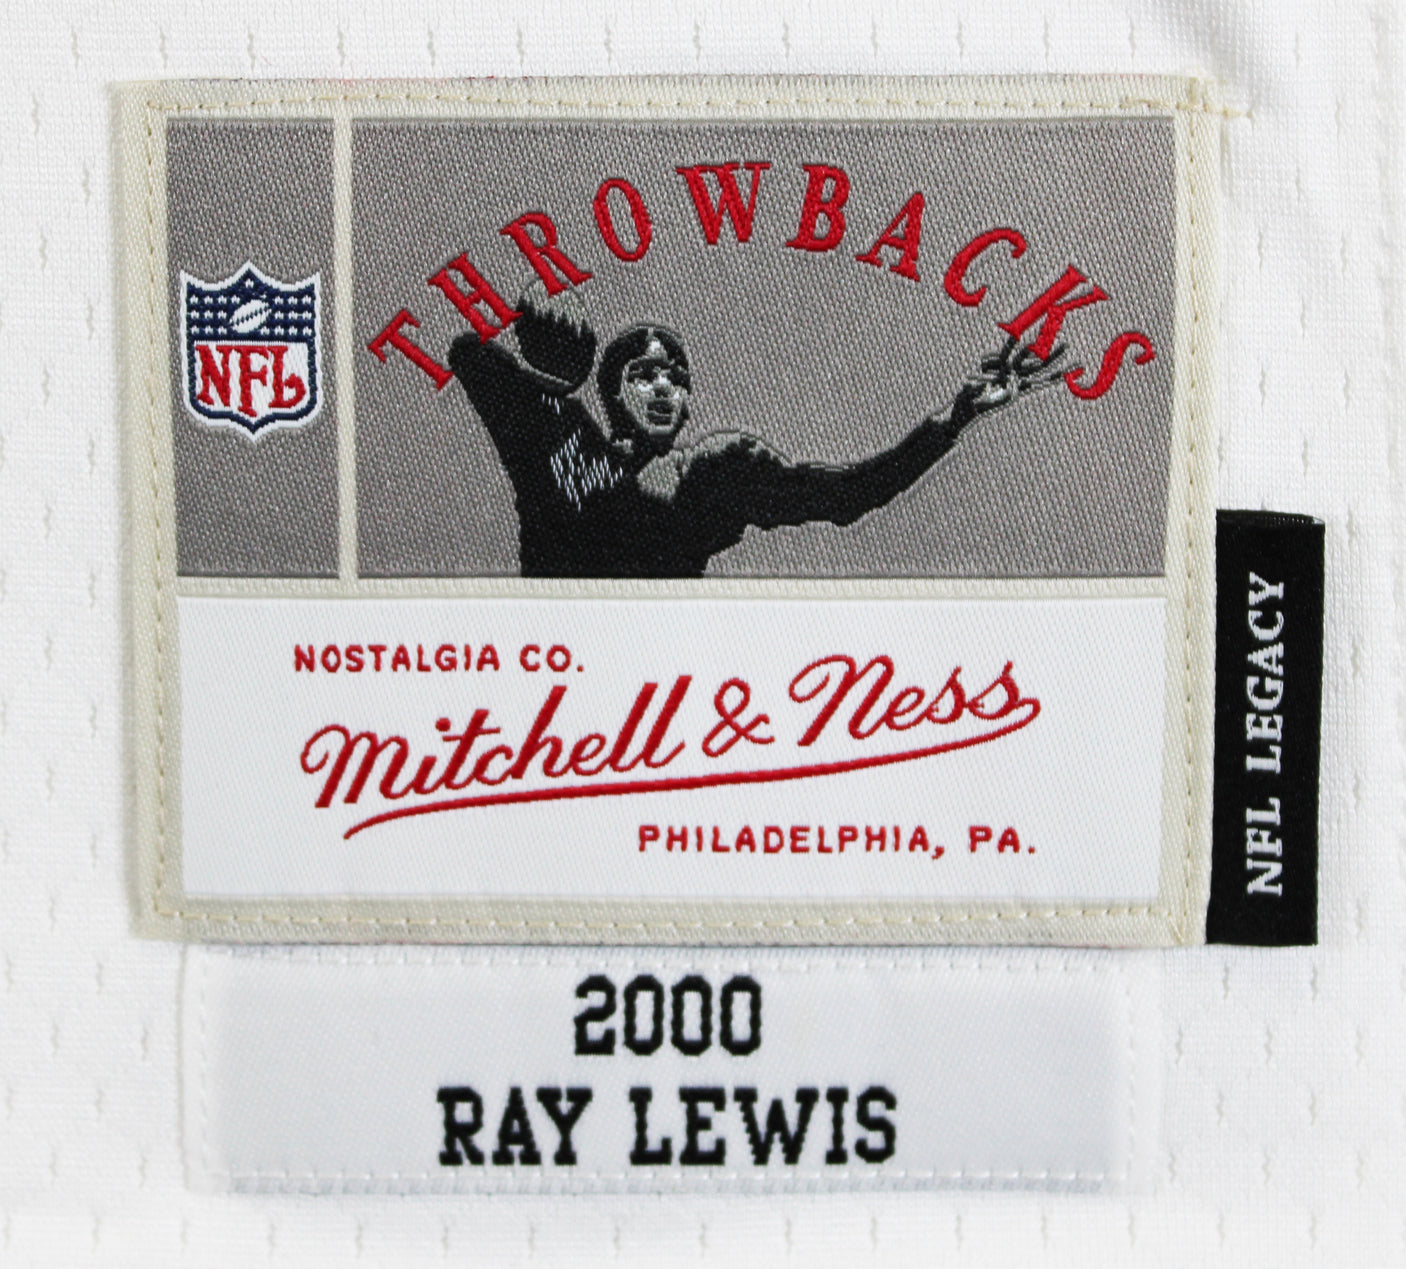 THROWBACKS
NFL
NOSTALGIA CO.
Mitchell & Ness
PHILADELPHIA, PA.
NFL LEGACY
2000
RAY LEWIS